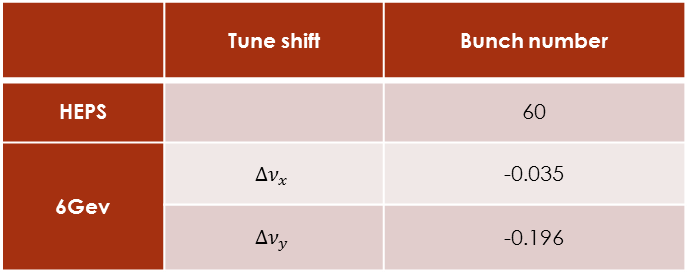 Tune shift Bunch number
HEPS 60
6Gev
Δν_x -0.035
Δν_y -0.196